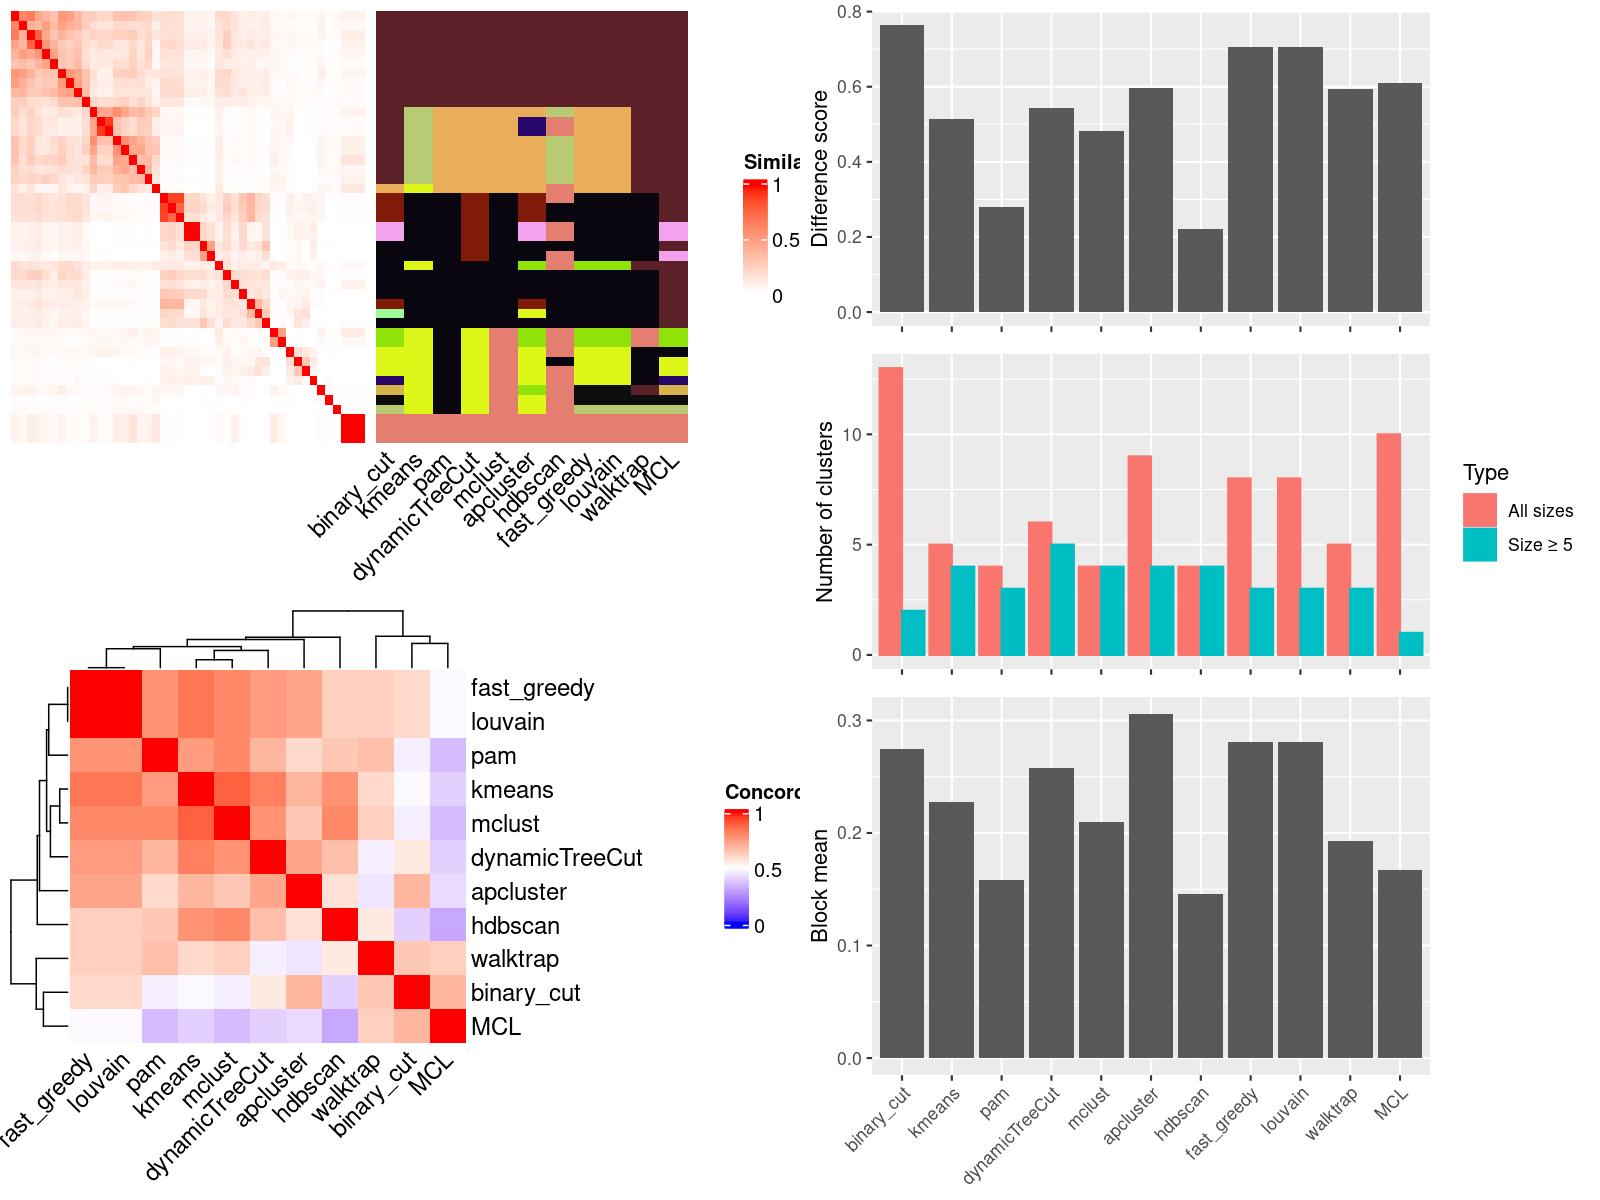 Simila
1
0.5
0
binary_cut
kmeans
pam
dynamicTreeCut
mclust
apcluster
hdbscan
fast_greedy
louvain
walktrap
MCL
fast_greedy
louvain
pam
kmeans
mclust
dynamicTreeCut
apcluster
hdbscan
walktrap
binary_cut
MCL
fast_greedy
louvain
pam
kmeans
mclust
dynamicTreeCut
apcluster
hdbscan
walktrap
binary_cut
MCL
Concord
1
0.5
0
Difference score
0.8
0.6
0.4
0.2
0.0
Number of clusters
10
5
0
Type
All sizes
Size ≥ 5
Block mean
0.3
0.2
0.1
0.0
binary_cut
kmeans
pam
dynamicTreeCut
mclust
apcluster
hdbscan
fast_greedy
louvain
walktrap
MCL